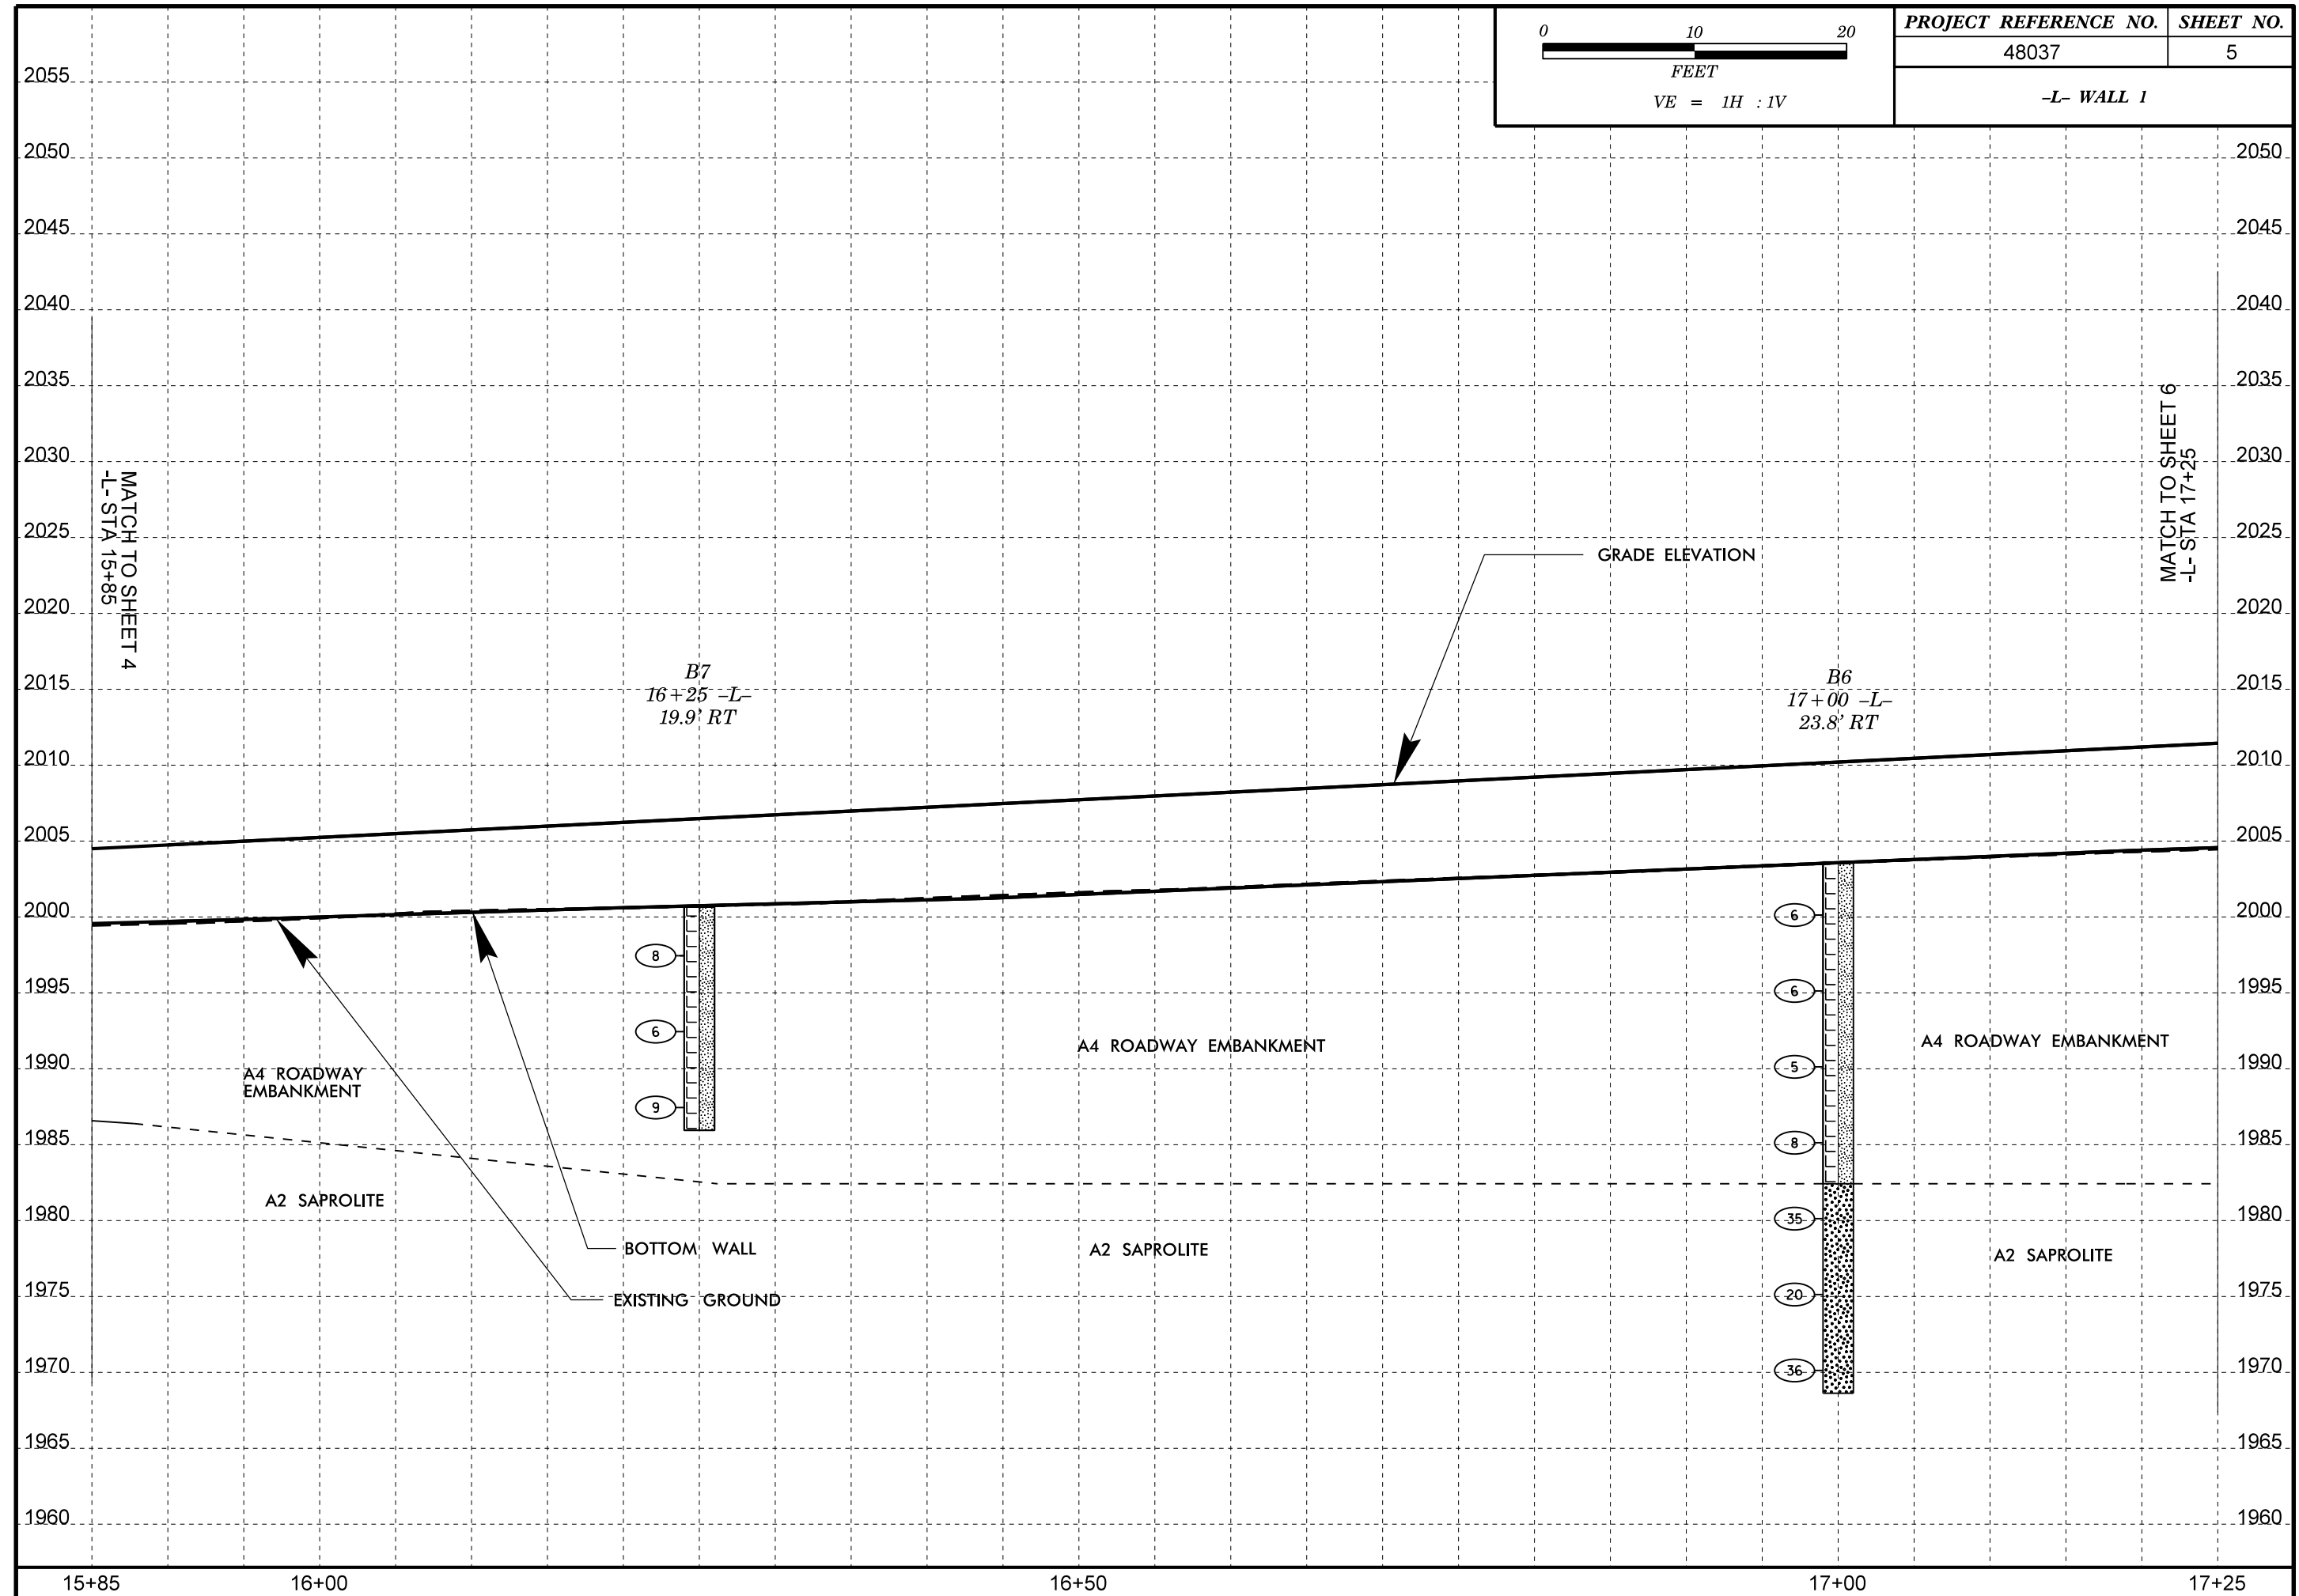 0 10 20
FEET
VE = 1H : 1V
PROJECT REFERENCE NO. SHEET NO.
48037 5
-L- WALL 1
2055
2050 2050
2045 2045
2040 2040
2035 2035
2030 2030
2025 2025
2020 2020
2015 2015
2010 2010
2005 2005
2000 2000
1995 1995
1990 1990
1985 1985
1980 1980
1975 1975
1970 1970
1965 1965
1960 1960
MATCH TO SHEET 4
-L- STA 15+85
MATCH TO SHEET 6
-L- STA 17+25
GRADE ELEVATION
B7
16+25 -L-
19.9' RT
B6
17+00 -L-
23.8' RT
8
6
9
6
6
5
8
35
20
36
A4 ROADWAY
EMBANKMENT
A4 ROADWAY EMBANKMENT
A4 ROADWAY EMBANKMENT
A2 SAPROLITE
A2 SAPROLITE
A2 SAPROLITE
BOTTOM WALL
EXISTING GROUND
15+85 16+00 16+50 17+00 17+25